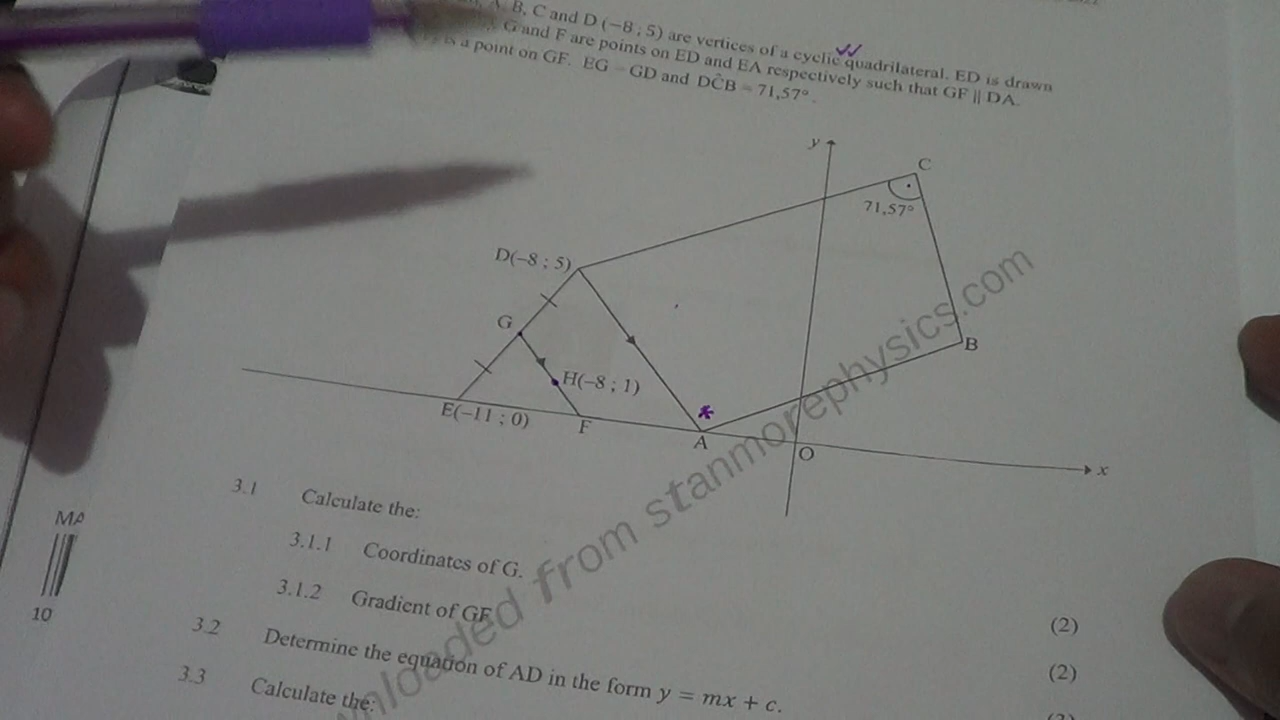 B, C and D (−8 ; 5) are vertices of a cyclic quadrilateral. ED is drawn
G and F are points on ED and EA respectively such that GF || DA.
is a point on GF. EG = GD and DĈB = 71,57°.
y
C
71,57°
D(−8 ; 5)
G
B
H(−8 ; 1)
E(−11 ; 0)
F
A
O
x
3.1 Calculate the:
3.1.1 Coordinates of G.
(2)
3.1.2 Gradient of GF.
(2)
3.2 Determine the equation of AD in the form y = mx + c.
3.3 Calculate the:
MA
10
nloaded from stanmorephysics.com